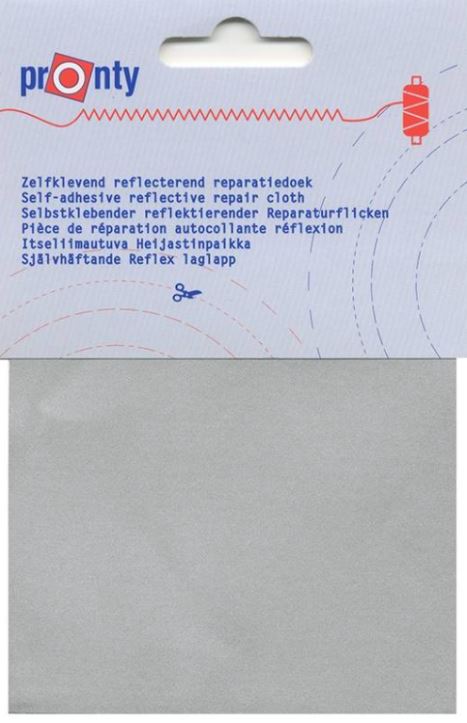 pronty
Zelfklevend reflecterend reparatiedoek
Self-adhesive reflective repair cloth
Selbstklebender reflektierender Reparaturflicken
Pièce de réparation autocollante réflexion
Itseliimautuva Heijastinpaikka
Självhäftande Reflex laglapp